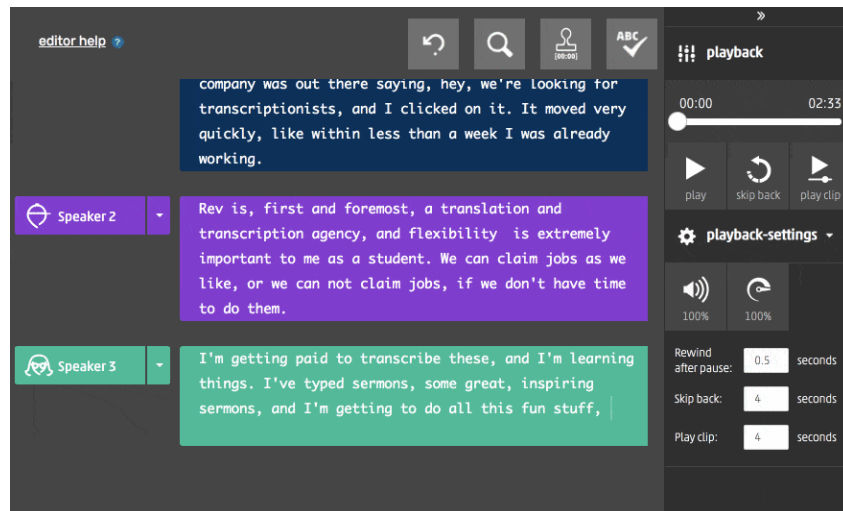 editor help ?
[00:00]
ABC
company was out there saying, hey, we're looking for
transcriptionists, and I clicked on it. It moved very
quickly, like within less than a week I was already
working.
Speaker 2
Rev is, first and foremost, a translation and
transcription agency, and flexibility  is extremely
important to me as a student. We can claim jobs as we
like, or we can not claim jobs, if we don't have time
to do them.
Speaker 3
I'm getting paid to transcribe these, and I'm learning
things. I've typed sermons, some great, inspiring
sermons, and I'm getting to do all this fun stuff,
»
playback
00:00 02:33
play skip back play clip
playback-settings
100% 100%
Rewind
after pause: 0.5 seconds
Skip back: 4 seconds
Play clip: 4 seconds